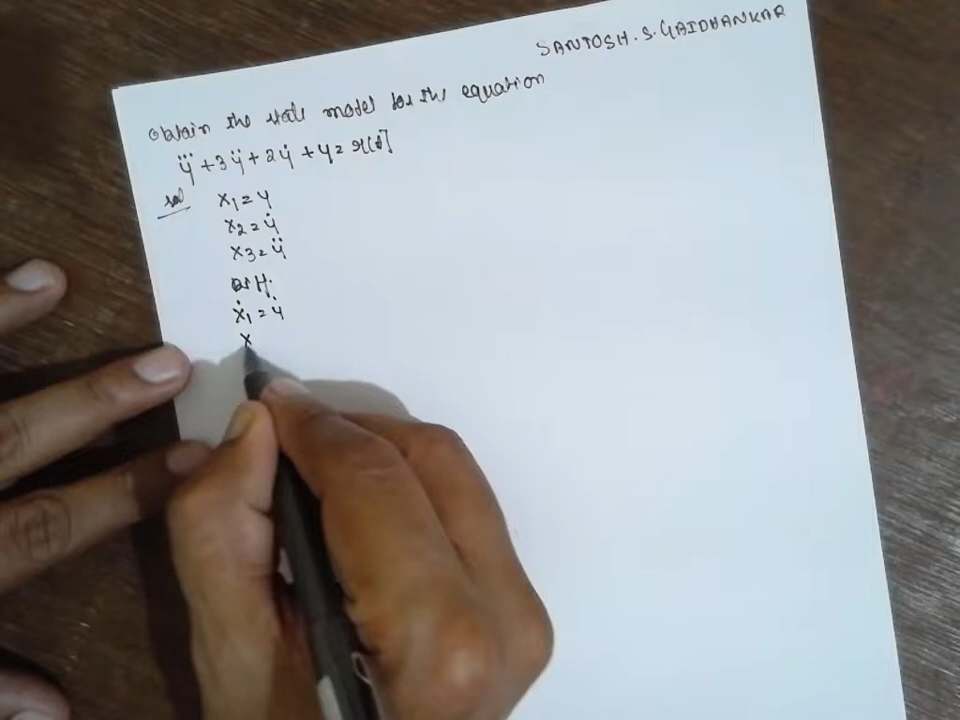 SANTOSH.S.GAIDHANKAR
Obtain the state model for the equation
y⃛ + 3ÿ + 2ẏ + y = r(t)
sol
x₁ = y
x₂ = ẏ
x₃ = ÿ
ẋ₁ = ẏ
x